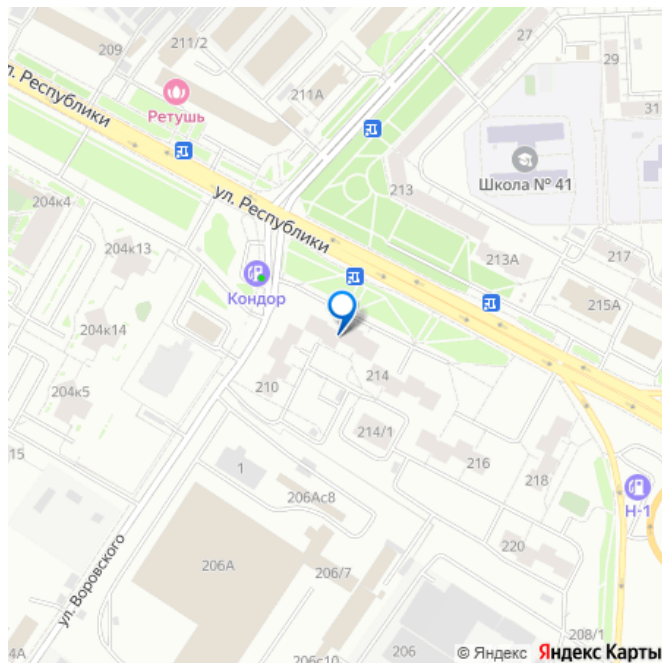 27
209
211/2
29
211А
31
Ретушь
ул. Республики
Школа № 41
213
ул. Республики
204к4
204к13
213А
217
Кондор
215А
204к14
210
214
204к5
214/1
15
216
1
218
206Ас8
Н-1
220
ул. Воровского
206А
206/7
208/1
4А
206с10
206
© Яндекс Яндекс Карты